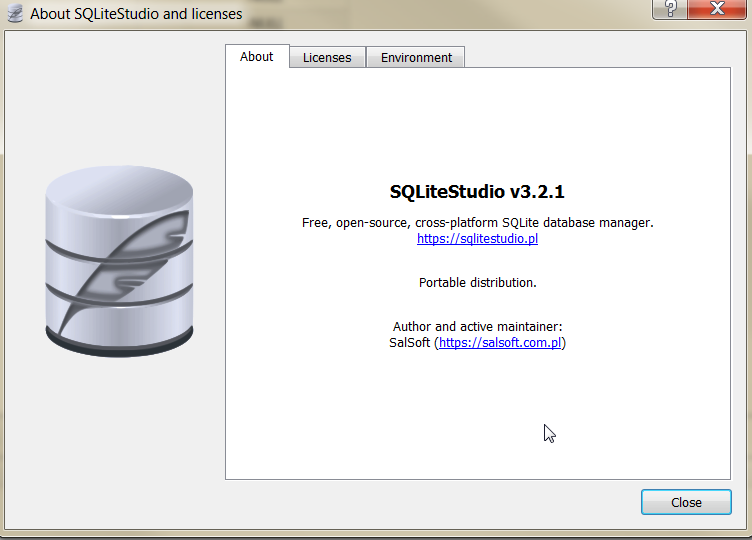 About SQLiteStudio and licenses
About
Licenses
Environment
SQLiteStudio v3.2.1
Free, open-source, cross-platform SQLite database manager.
https://sqlitestudio.pl
Portable distribution.
Author and active maintainer:
SalSoft (https://salsoft.com.pl)
Close